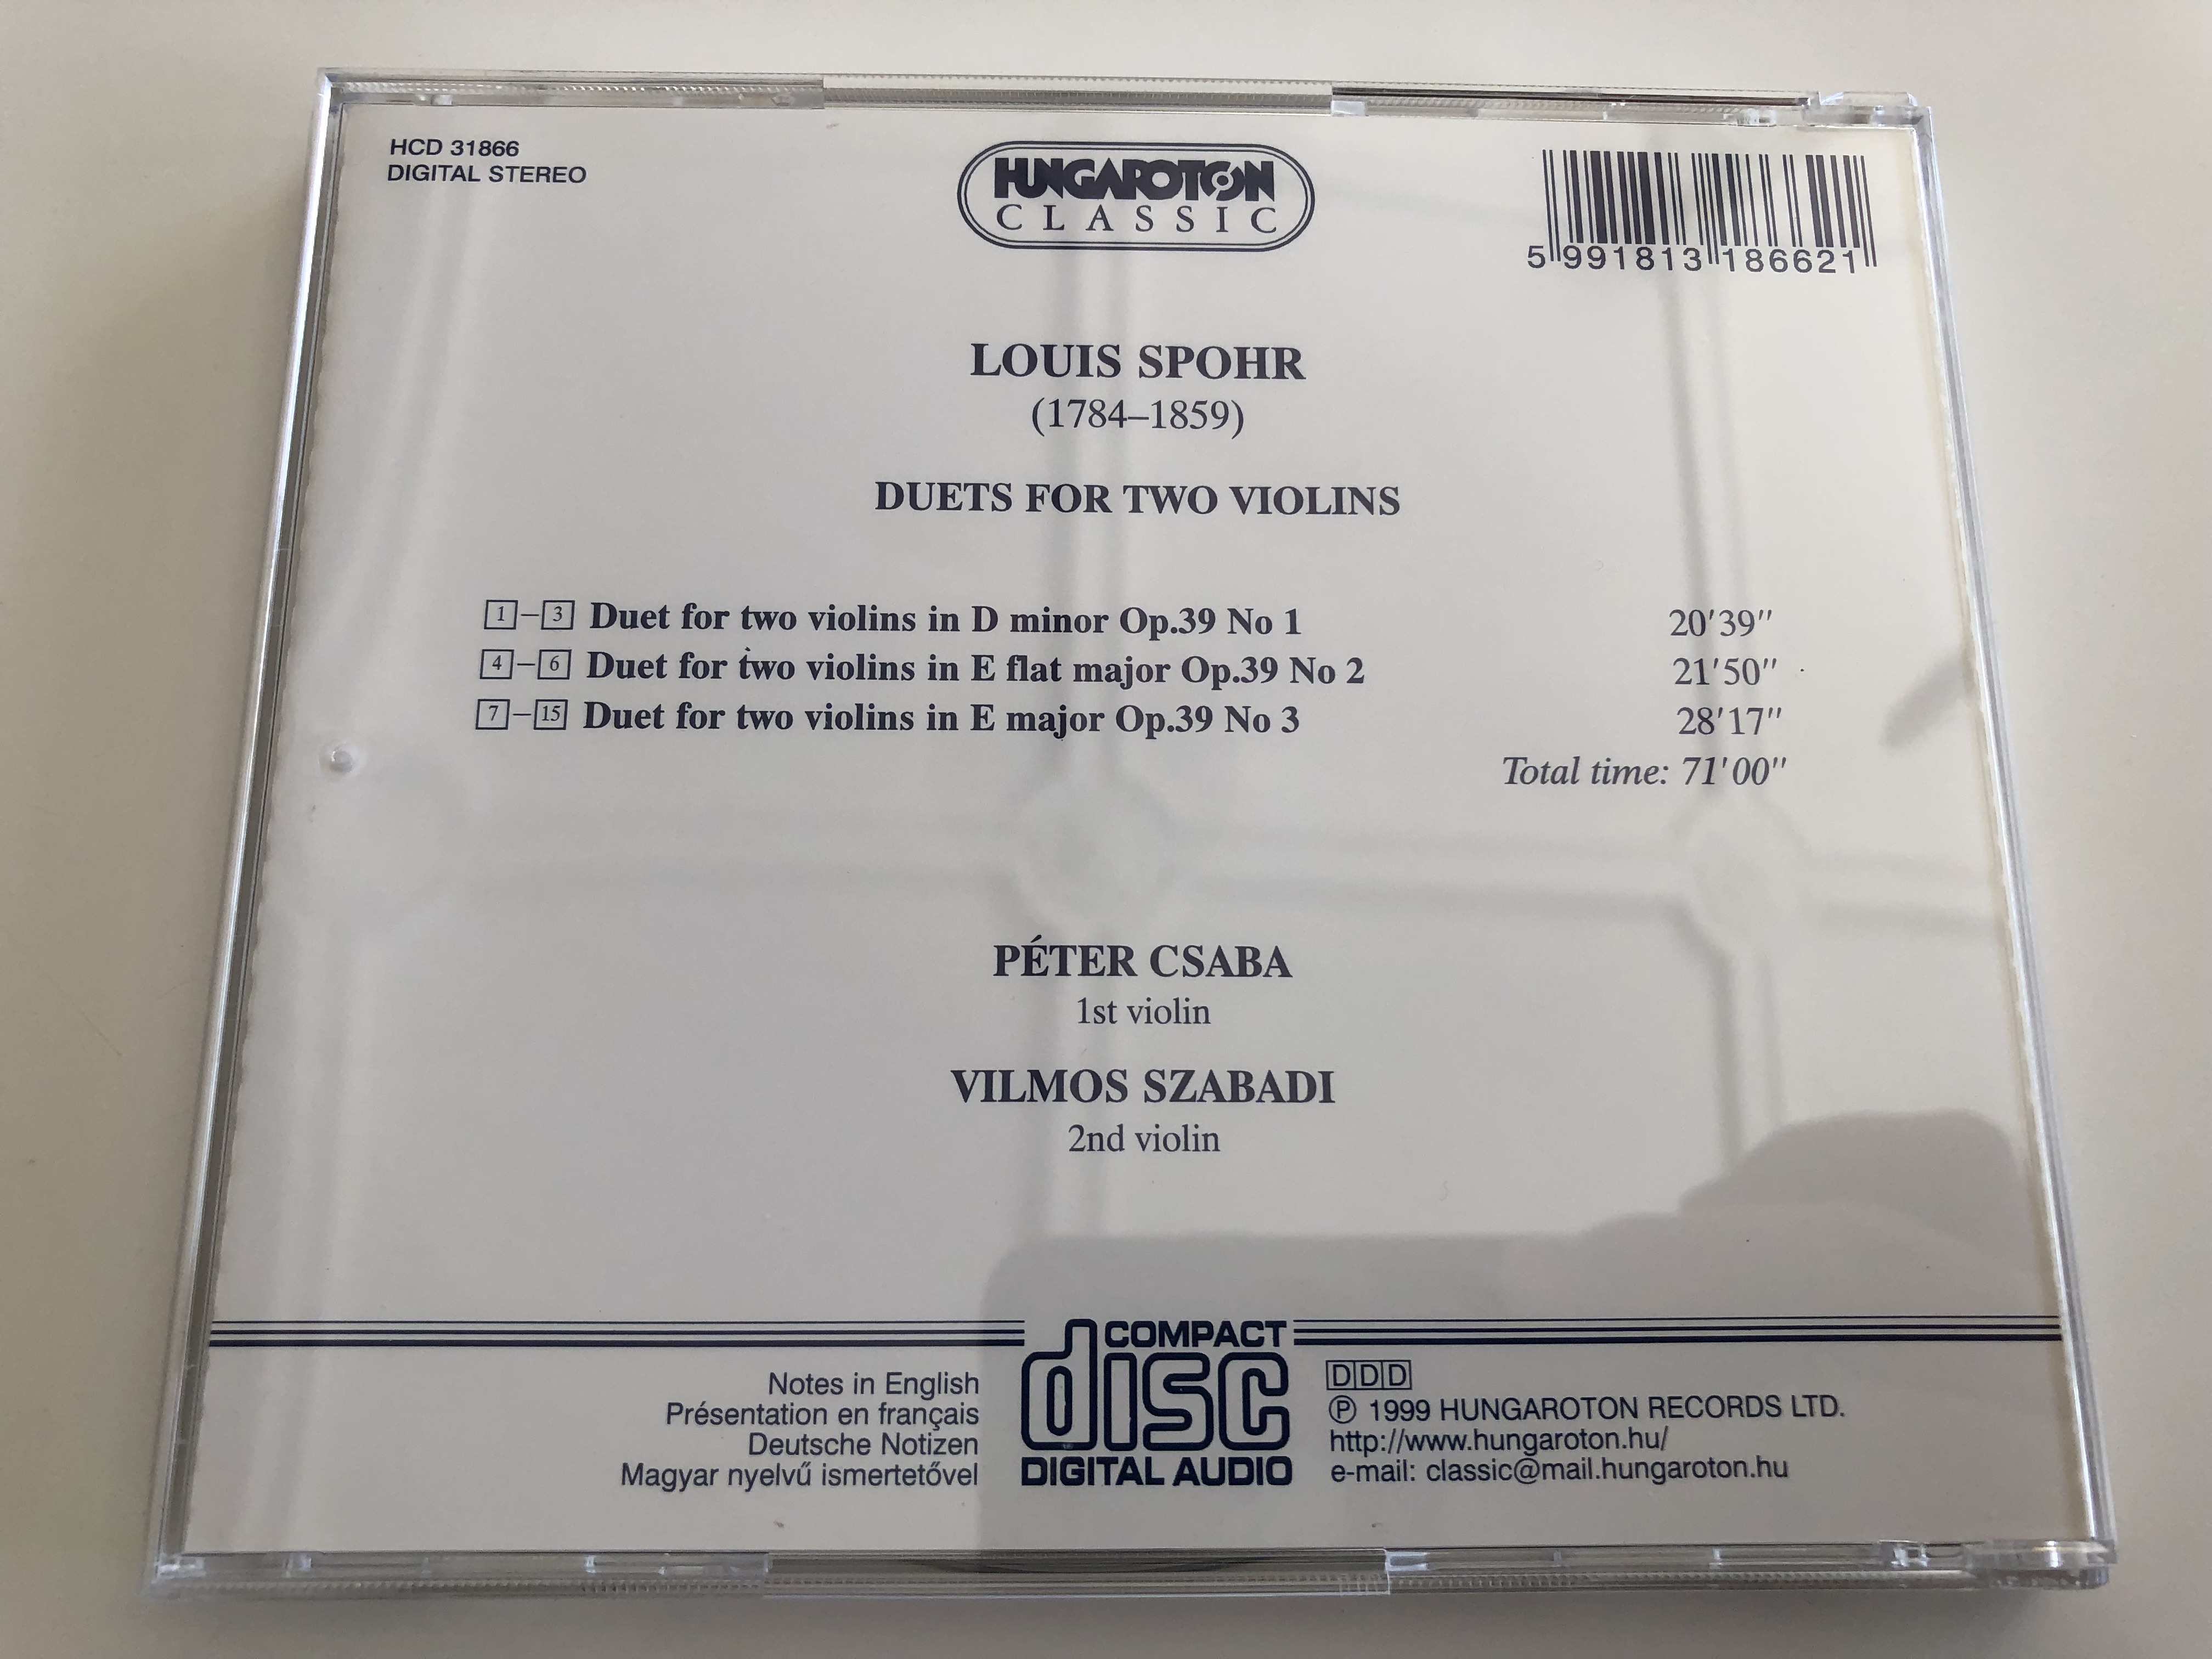 HCD 31866
DIGITAL STEREO
HUNGAROTON
CLASSIC
5 991813 186621
LOUIS SPOHR
(1784–1859)
DUETS FOR TWO VIOLINS
1–3 Duet for two violins in D minor Op.39 No 1 20'39"
4–6 Duet for two violins in E flat major Op.39 No 2 21'50"
7–15 Duet for two violins in E major Op.39 No 3 28'17"
Total time: 71'00"
PÉTER CSABA
1st violin
VILMOS SZABADI
2nd violin
Notes in English
Présentation en français
Deutsche Notizen
Magyar nyelvű ismertetővel
COMPACT
disc
DIGITAL AUDIO
DDD
℗ 1999 HUNGAROTON RECORDS LTD.
http://www.hungaroton.hu/
e-mail: classic@mail.hungaroton.hu